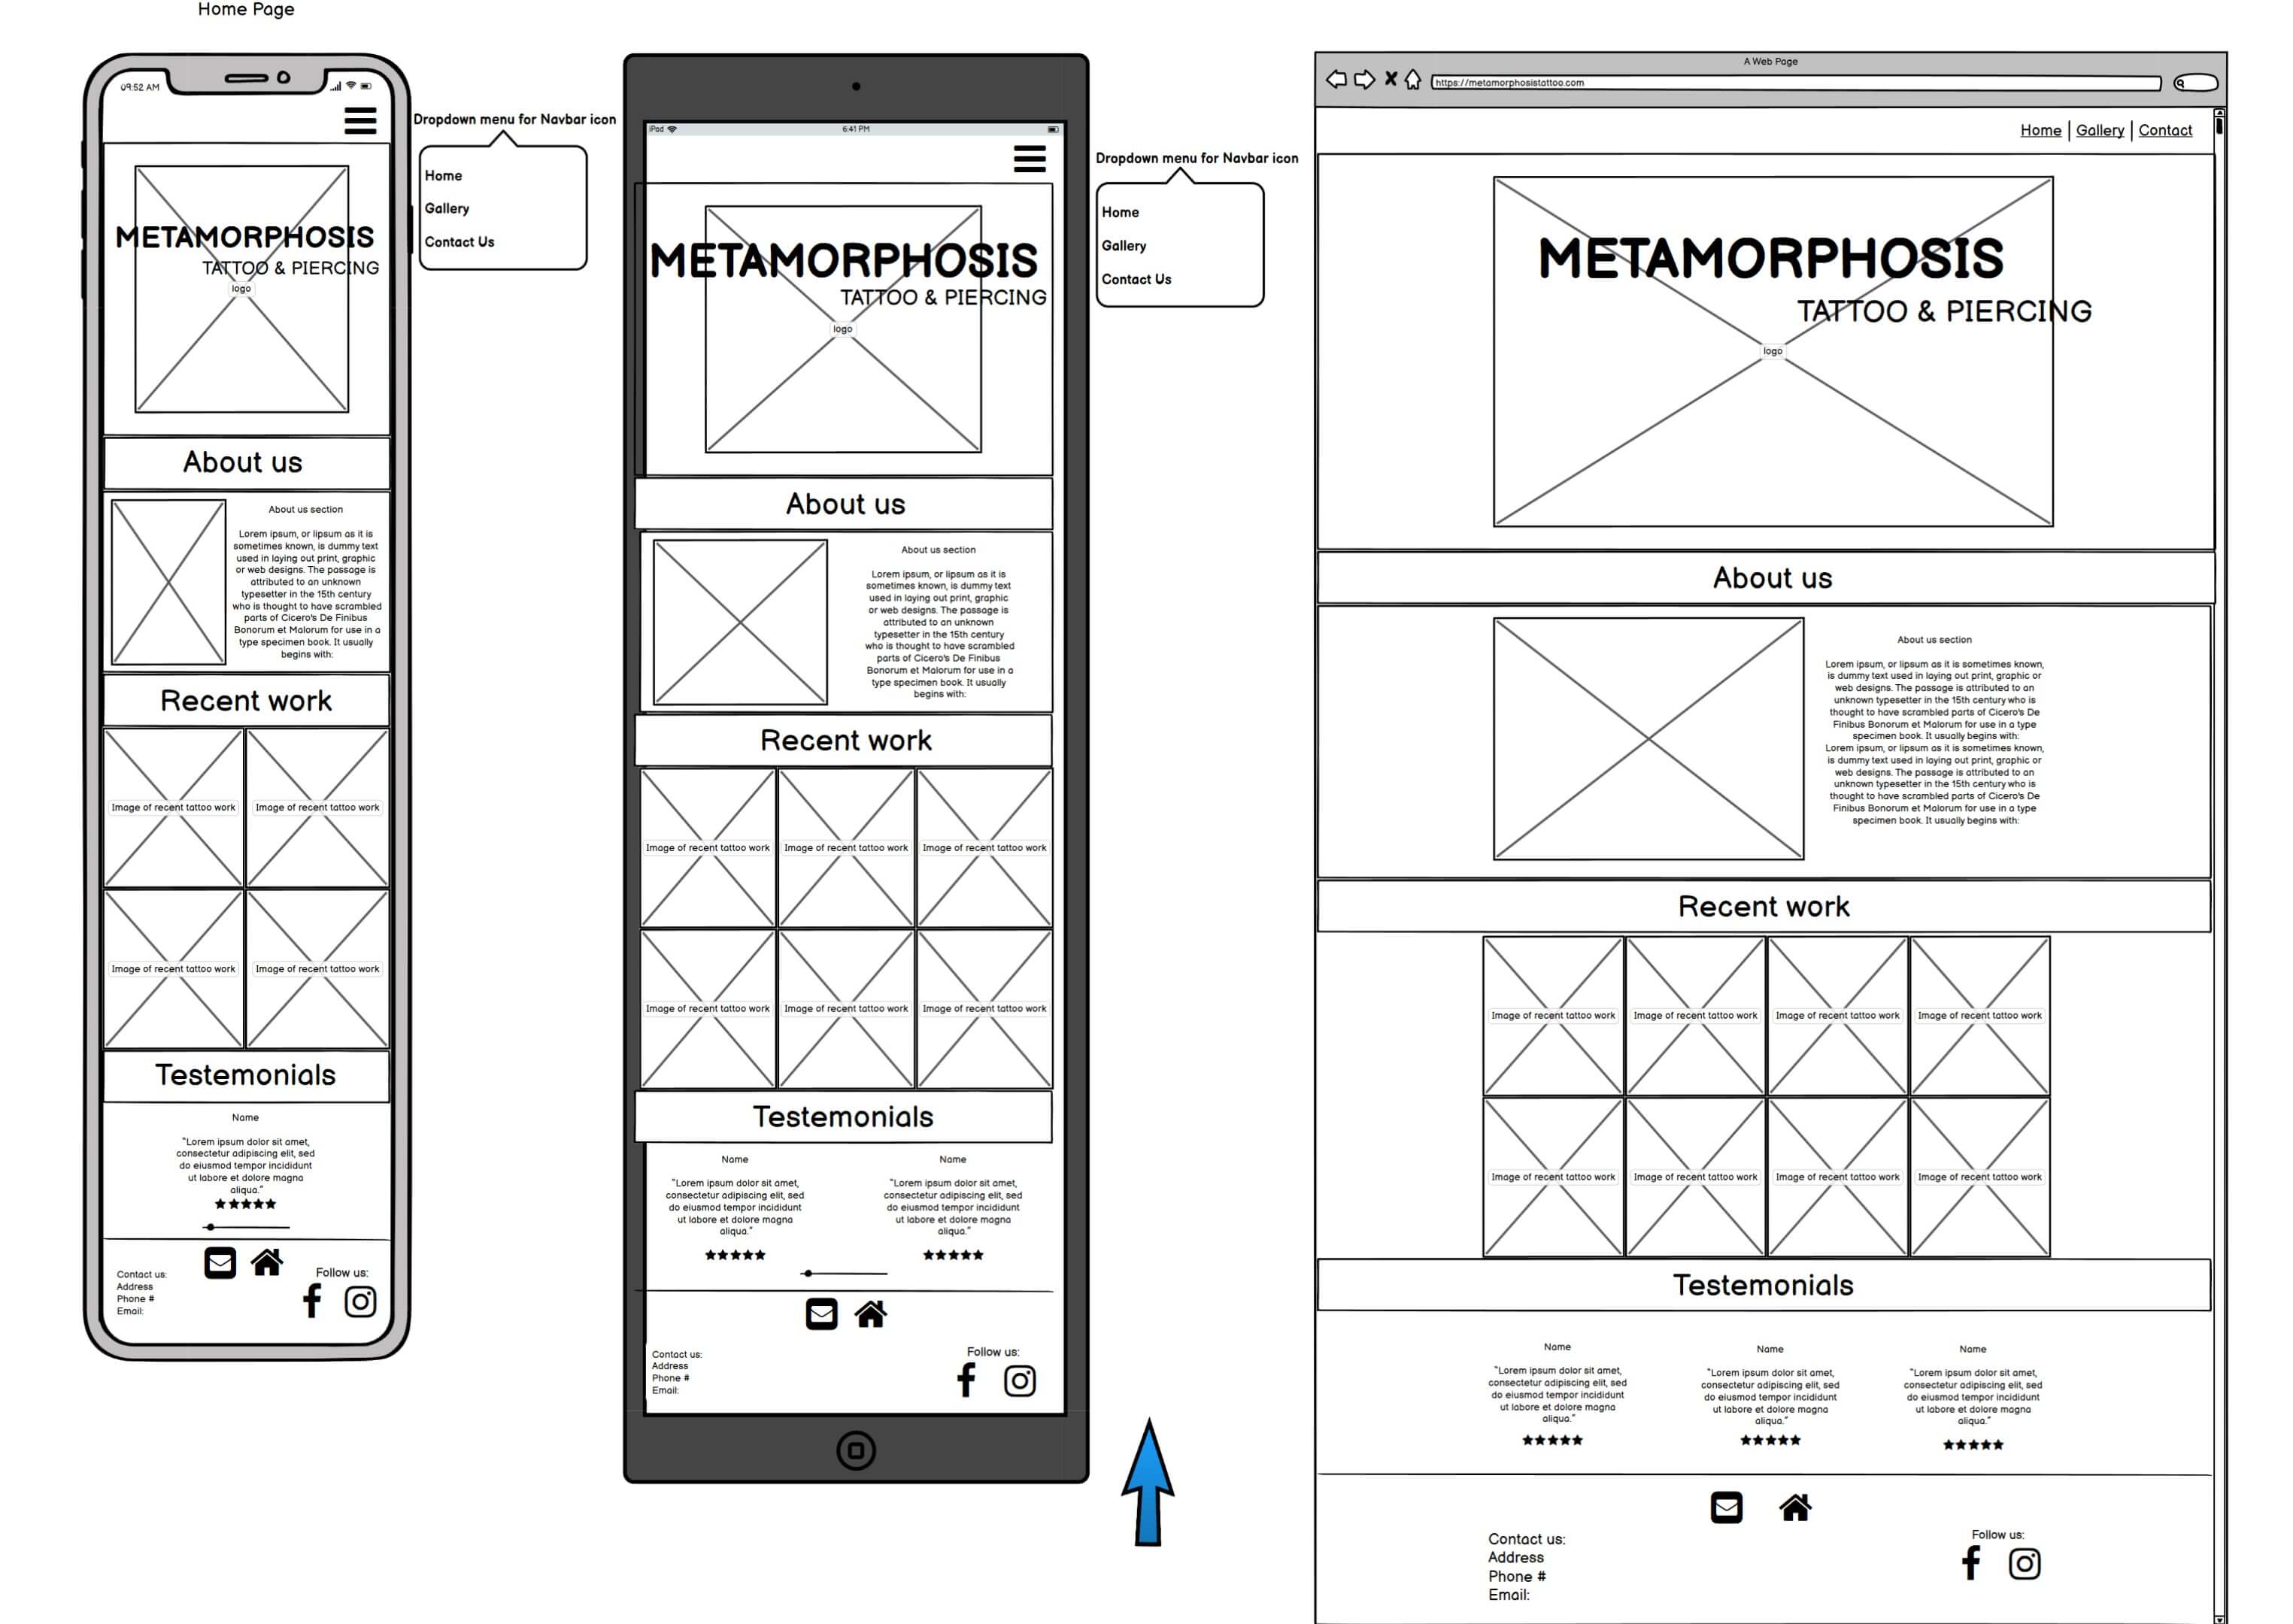 Home Page
09:52 AM
METAMORPHOSIS
TATTOO & PIERCING
logo
About us
About us section
Lorem ipsum, or lipsum as it is
sometimes known, is dummy text
used in laying out print, graphic
or web designs. The passage is
attributed to an unknown
typesetter in the 15th century
who is thought to have scrambled
parts of Cicero's De Finibus
Bonorum et Malorum for use in a
type specimen book. It usually
begins with:
Recent work
Image of recent tattoo work
Image of recent tattoo work
Image of recent tattoo work
Image of recent tattoo work
Testemonials
Name
"Lorem ipsum dolor sit amet,
consectetur adipiscing elit, sed
do eiusmod tempor incididunt
ut labore et dolore magna
aliqua."
Contact us:
Address
Phone #
Email:
Follow us:
Dropdown menu for Navbar icon
Home
Gallery
Contact Us
iPod
6:41 PM
METAMORPHOSIS
TATTOO & PIERCING
logo
About us
About us section
Lorem ipsum, or lipsum as it is
sometimes known, is dummy text
used in laying out print, graphic
or web designs. The passage is
attributed to an unknown
typesetter in the 15th century
who is thought to have scrambled
parts of Cicero's De Finibus
Bonorum et Malorum for use in a
type specimen book. It usually
begins with:
Recent work
Image of recent tattoo work
Image of recent tattoo work
Image of recent tattoo work
Image of recent tattoo work
Image of recent tattoo work
Image of recent tattoo work
Testemonials
Name
"Lorem ipsum dolor sit amet,
consectetur adipiscing elit, sed
do eiusmod tempor incididunt
ut labore et dolore magna
aliqua."
Name
"Lorem ipsum dolor sit amet,
consectetur adipiscing elit, sed
do eiusmod tempor incididunt
ut labore et dolore magna
aliqua."
Contact us:
Address
Phone #
Email:
Follow us:
Dropdown menu for Navbar icon
Home
Gallery
Contact Us
A Web Page
https://metamorphosistattoo.com
Home | Gallery | Contact
METAMORPHOSIS
TATTOO & PIERCING
logo
About us
About us section
Lorem ipsum, or lipsum as it is sometimes known,
is dummy text used in laying out print, graphic or
web designs. The passage is attributed to an
unknown typesetter in the 15th century who is
thought to have scrambled parts of Cicero's De
Finibus Bonorum et Malorum for use in a type
specimen book. It usually begins with:
Lorem ipsum, or lipsum as it is sometimes known,
is dummy text used in laying out print, graphic or
web designs. The passage is attributed to an
unknown typesetter in the 15th century who is
thought to have scrambled parts of Cicero's De
Finibus Bonorum et Malorum for use in a type
specimen book. It usually begins with:
Recent work
Image of recent tattoo work
Image of recent tattoo work
Image of recent tattoo work
Image of recent tattoo work
Image of recent tattoo work
Image of recent tattoo work
Image of recent tattoo work
Image of recent tattoo work
Testemonials
Name
"Lorem ipsum dolor sit amet,
consectetur adipiscing elit, sed
do eiusmod tempor incididunt
ut labore et dolore magna
aliqua."
Name
"Lorem ipsum dolor sit amet,
consectetur adipiscing elit, sed
do eiusmod tempor incididunt
ut labore et dolore magna
aliqua."
Name
"Lorem ipsum dolor sit amet,
consectetur adipiscing elit, sed
do eiusmod tempor incididunt
ut labore et dolore magna
aliqua."
Contact us:
Address
Phone #
Email:
Follow us: